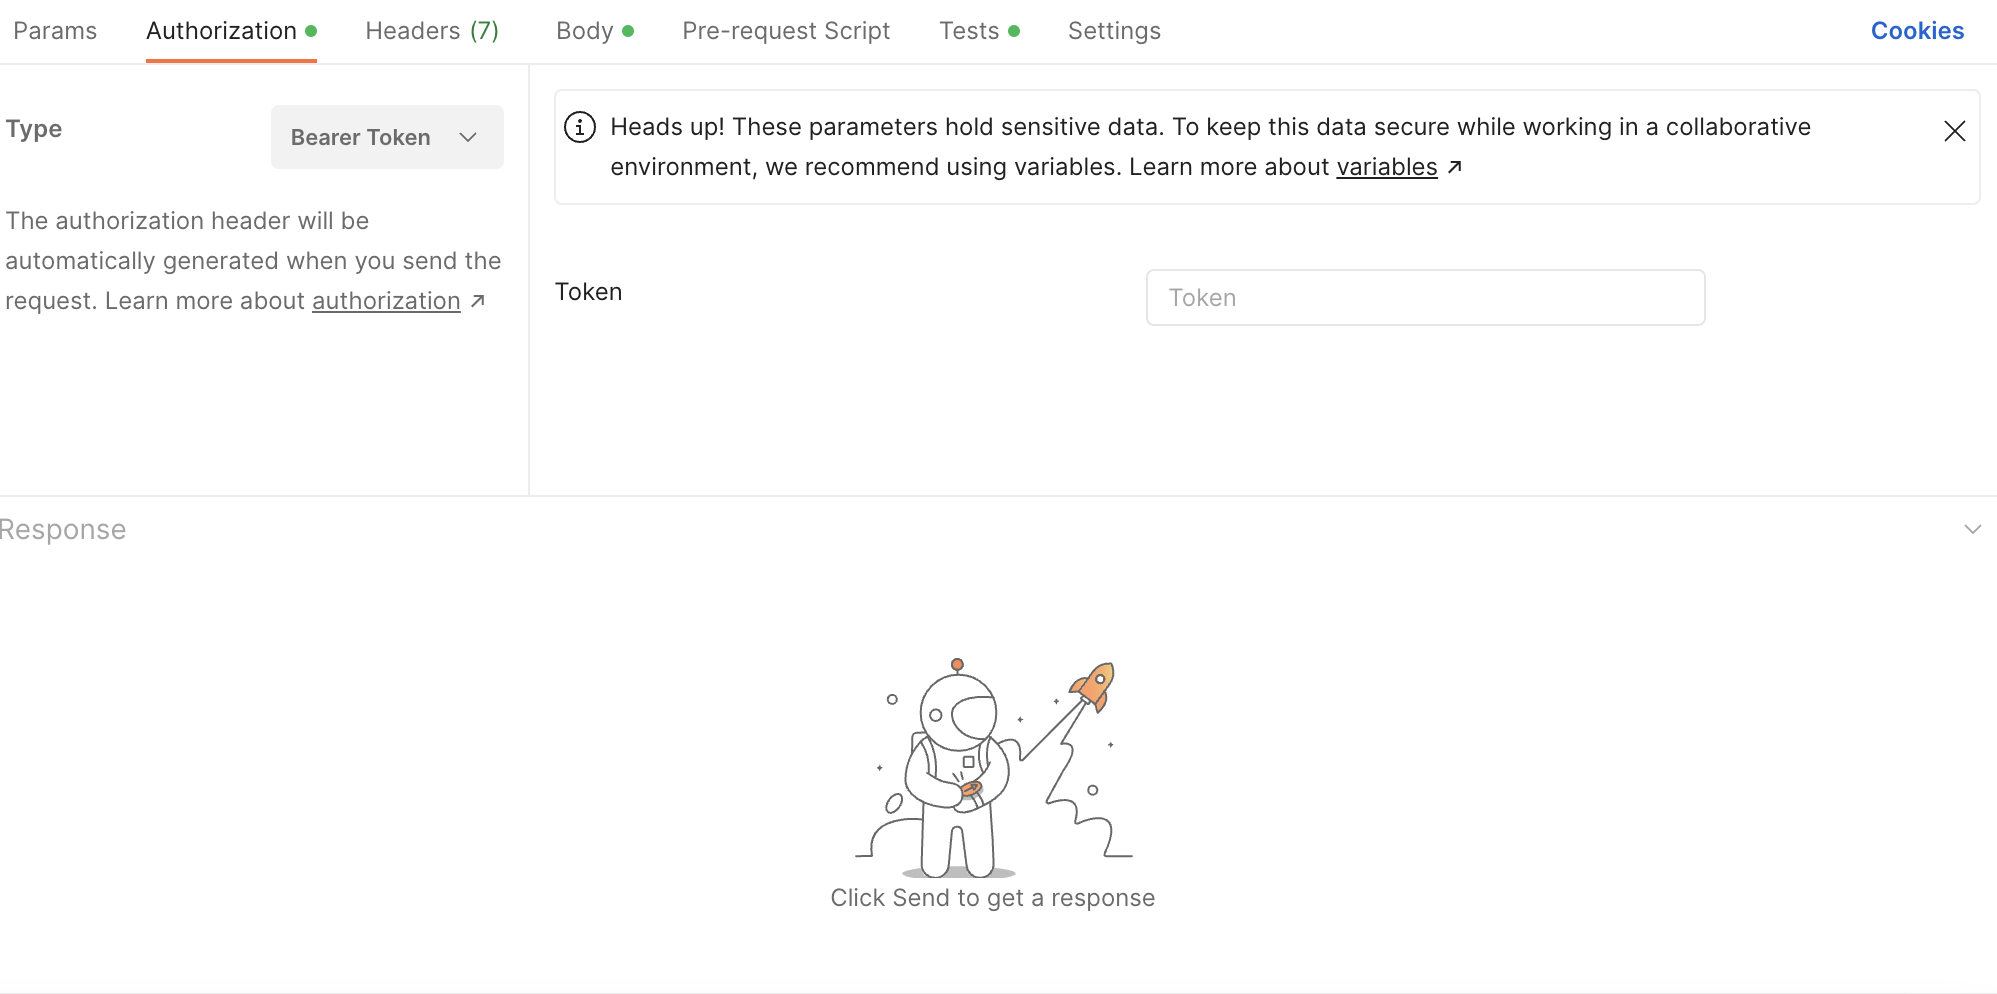 Params Authorization Headers (7) Body Pre-request Script Tests Settings Cookies
Type
Bearer Token
The authorization header will be
automatically generated when you send the
request. Learn more about authorization ↗
Heads up! These parameters hold sensitive data. To keep this data secure while working in a collaborative
environment, we recommend using variables. Learn more about variables ↗
Token
Token
Response
Click Send to get a response